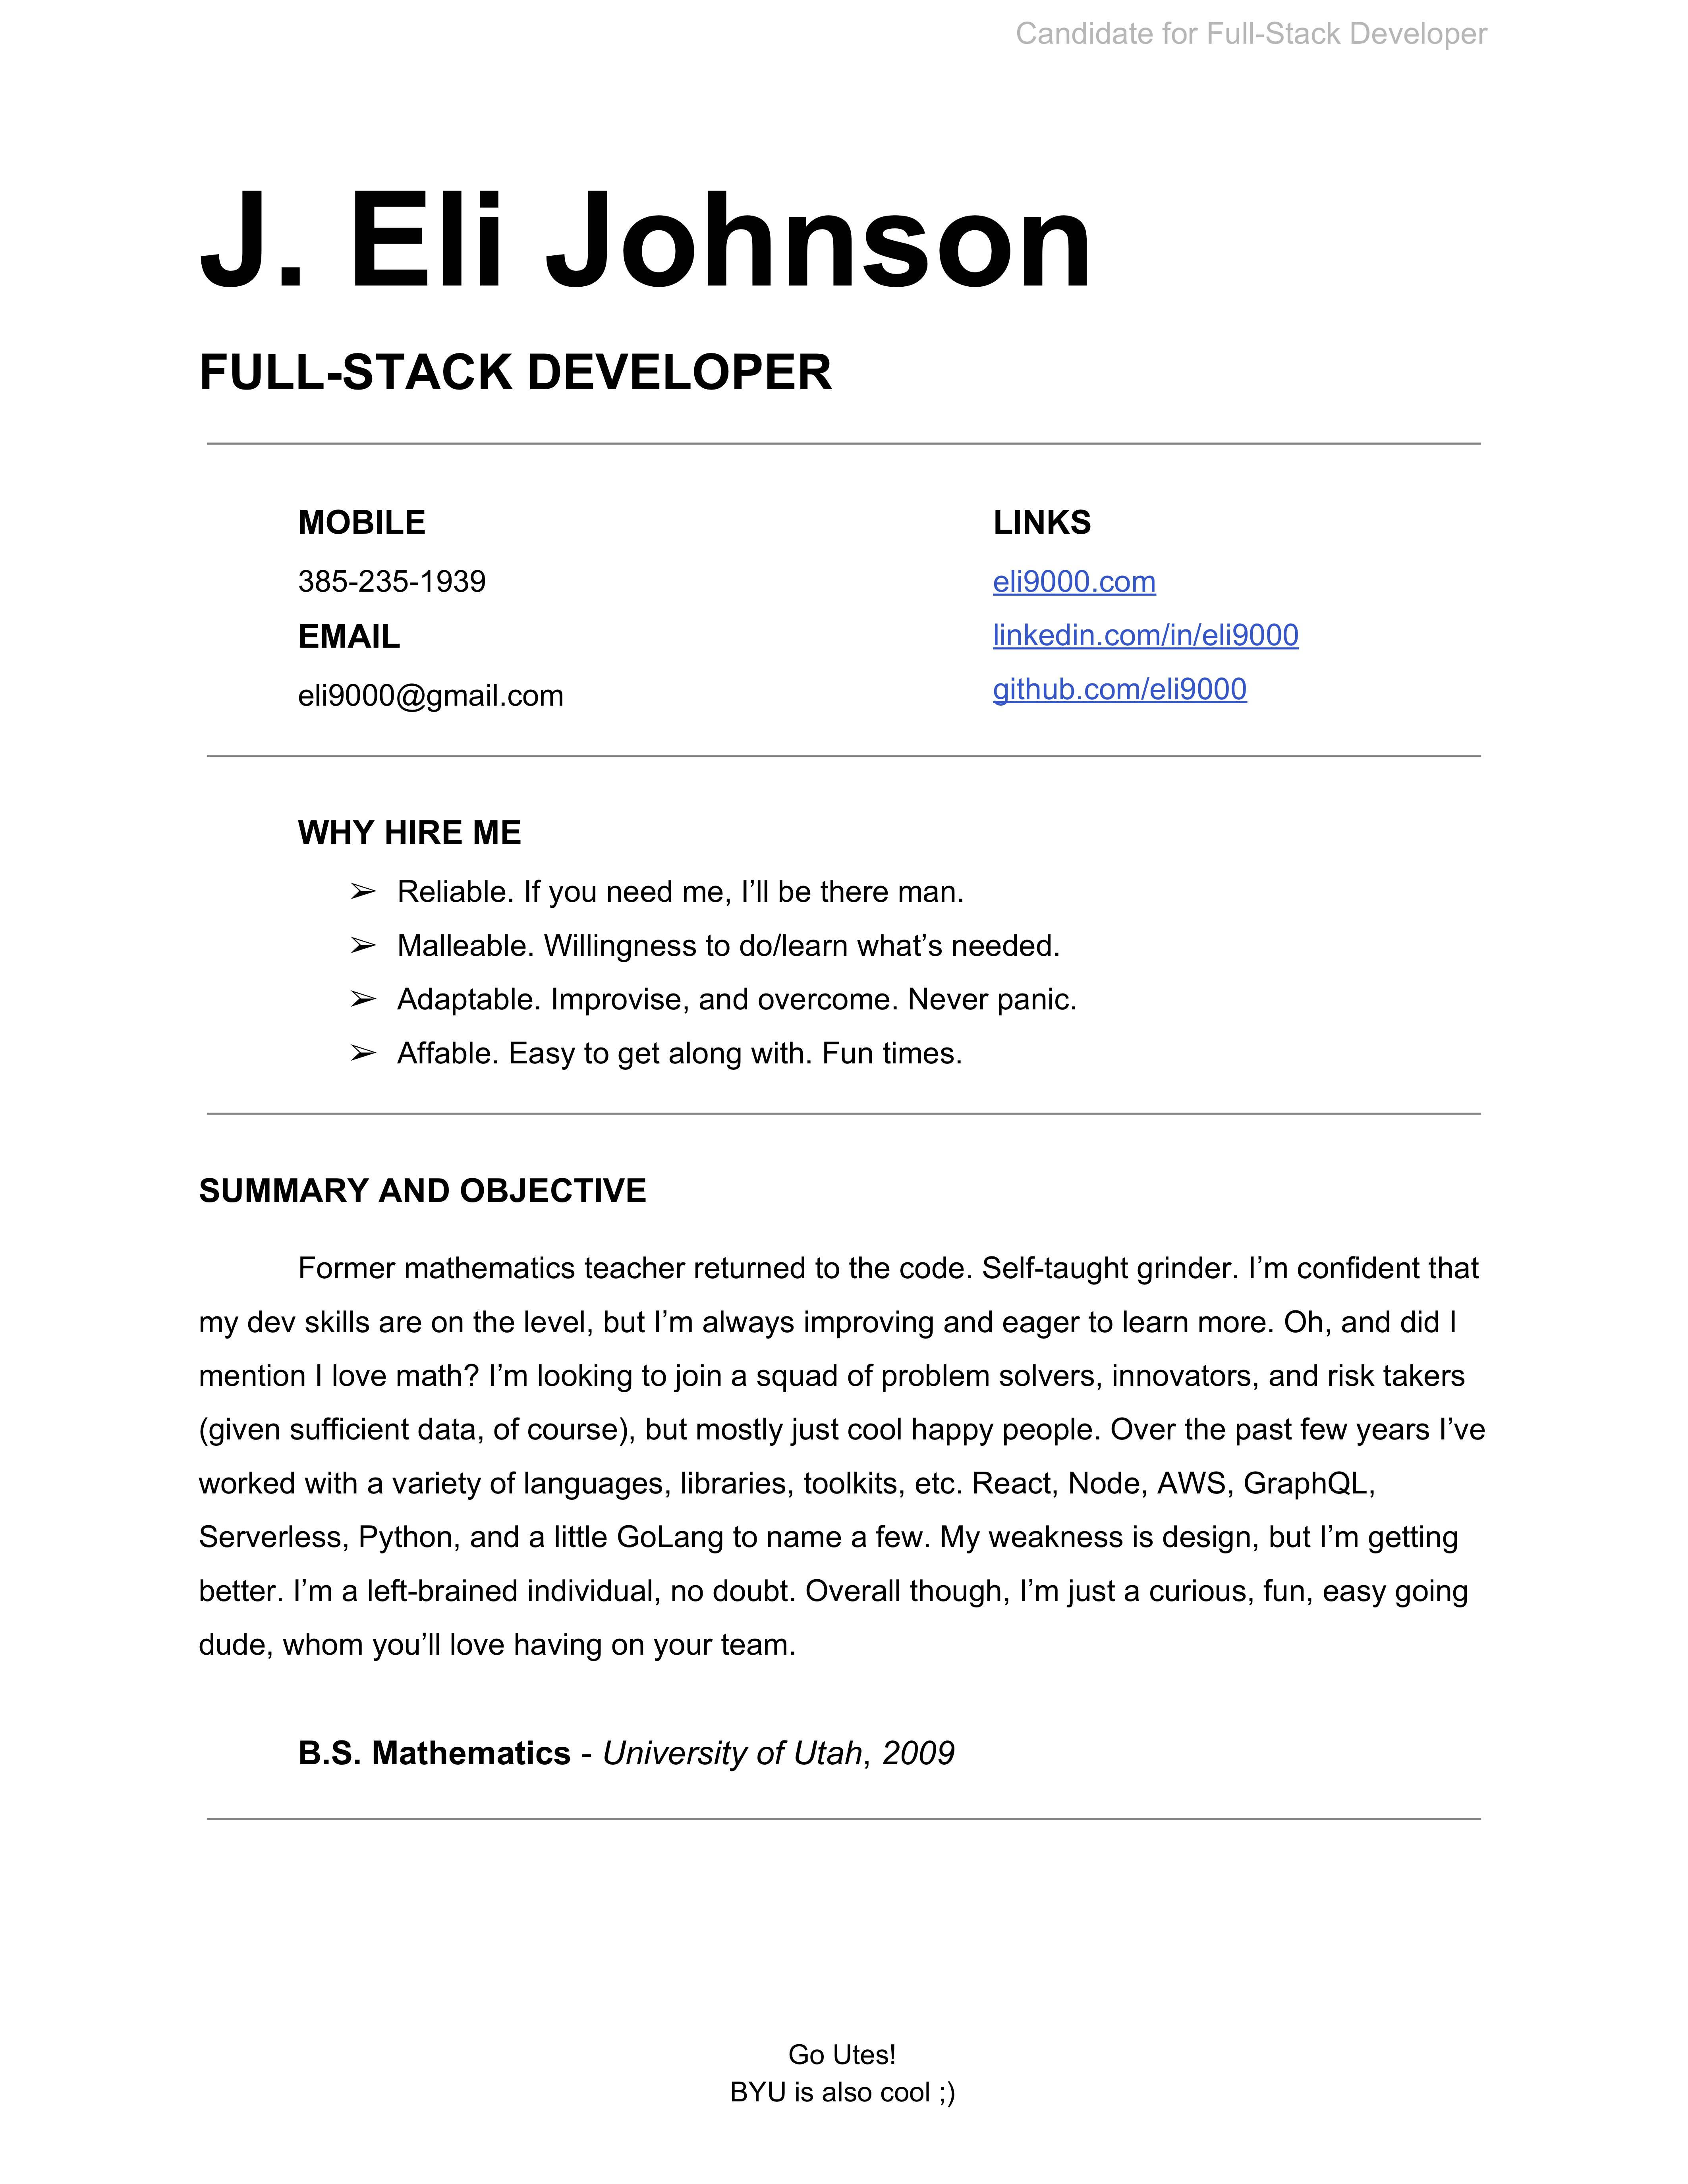 Candidate for Full-Stack Developer
J. Eli Johnson
FULL-STACK DEVELOPER
MOBILE
385-235-1939
EMAIL
eli9000@gmail.com
LINKS
eli9000.com
linkedin.com/in/eli9000
github.com/eli9000
WHY HIRE ME
➢ Reliable. If you need me, I’ll be there man.
➢ Malleable. Willingness to do/learn what’s needed.
➢ Adaptable. Improvise, and overcome. Never panic.
➢ Affable. Easy to get along with. Fun times.
SUMMARY AND OBJECTIVE
Former mathematics teacher returned to the code. Self-taught grinder. I’m confident that
my dev skills are on the level, but I’m always improving and eager to learn more. Oh, and did I
mention I love math? I’m looking to join a squad of problem solvers, innovators, and risk takers
(given sufficient data, of course), but mostly just cool happy people. Over the past few years I’ve
worked with a variety of languages, libraries, toolkits, etc. React, Node, AWS, GraphQL,
Serverless, Python, and a little GoLang to name a few. My weakness is design, but I’m getting
better. I’m a left-brained individual, no doubt. Overall though, I’m just a curious, fun, easy going
dude, whom you’ll love having on your team.
B.S. Mathematics - University of Utah, 2009
Go Utes!
BYU is also cool ;)